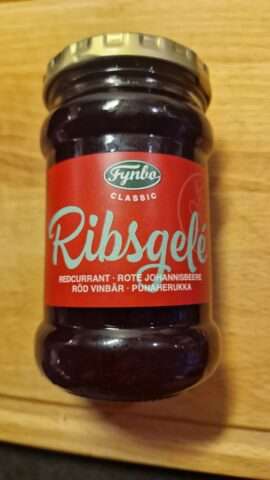 Fynbo
CLASSIC
Ribsgelé
REDCURRANT · ROTE JOHANNISBEERE
RÖD VINBÄR · PUNAHERUKKA